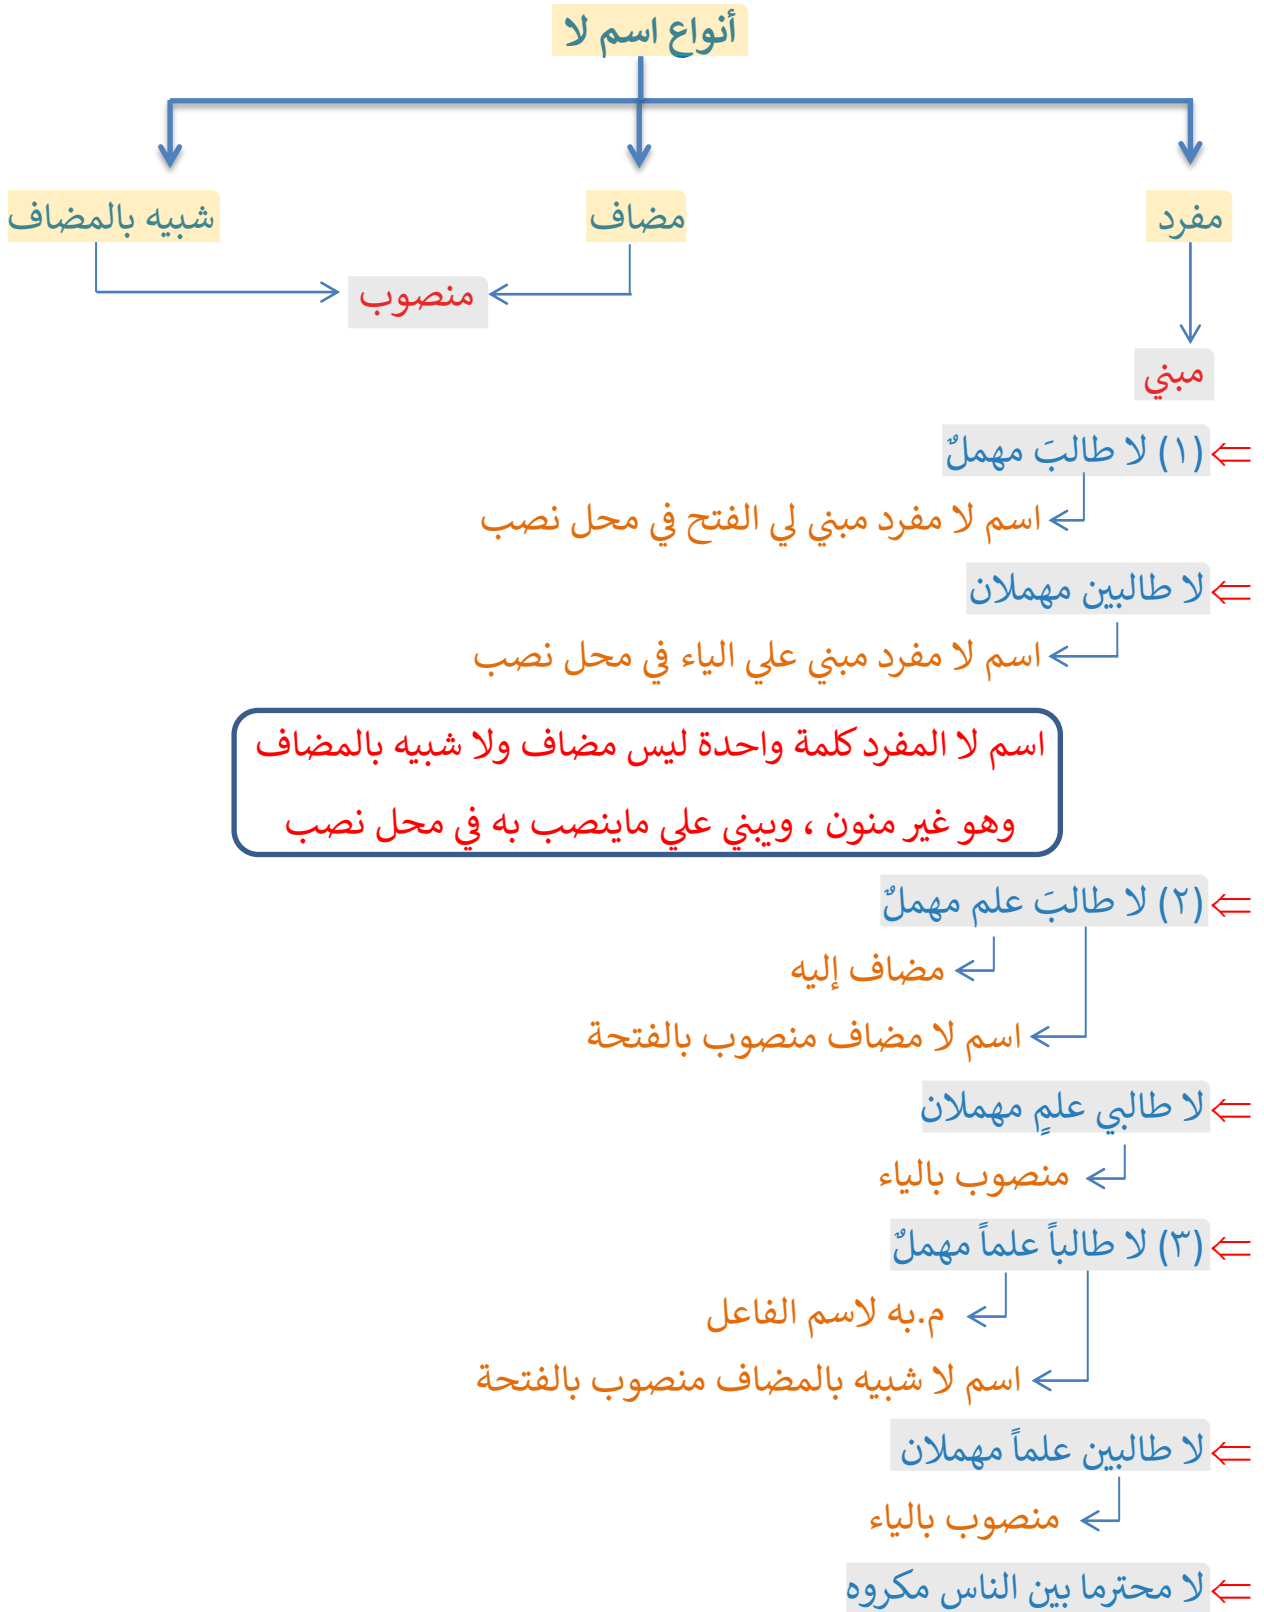 أنواع اسم لا
مفرد
مضاف
شبيه بالمضاف
منصوب
مبني
(١) لا طالبَ مهملٌ
اسم لا مفرد مبني لي الفتح في محل نصب
لا طالبين مهملان
اسم لا مفرد مبني علي الياء في محل نصب
اسم لا المفرد كلمة واحدة ليس مضاف ولا شبيه بالمضاف
وهو غير منون ، ويبني علي ماينصب به في محل نصب
(٢) لا طالبَ علم مهملٌ
مضاف إليه
اسم لا مضاف منصوب بالفتحة
لا طالبي علمٍ مهملان
منصوب بالياء
(٣) لا طالباً علماً مهملٌ
م.به لاسم الفاعل
اسم لا شبيه بالمضاف منصوب بالفتحة
لا طالبين علماً مهملان
منصوب بالياء
لا محترما بين الناس مكروه